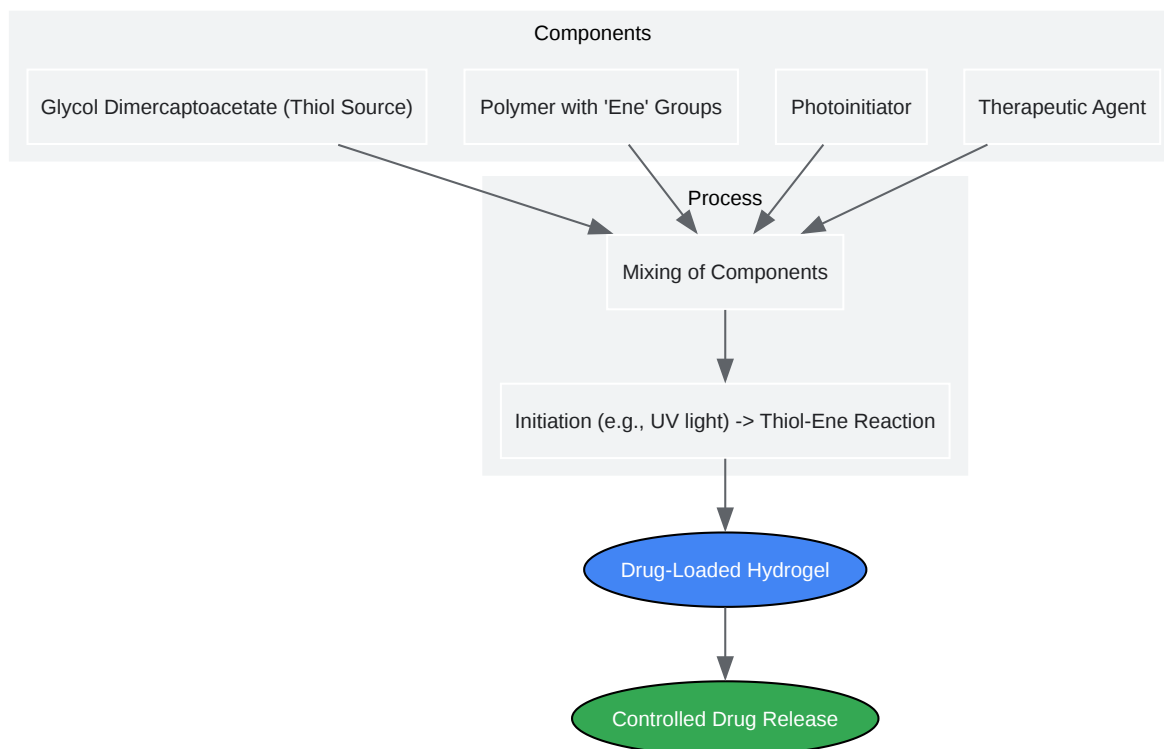 Components
Glycol Dimercaptoacetate (Thiol Source)
Polymer with 'Ene' Groups
Photoinitiator
Therapeutic Agent
Process
Mixing of Components
Initiation (e.g., UV light) -> Thiol-Ene Reaction
Drug-Loaded Hydrogel
Controlled Drug Release